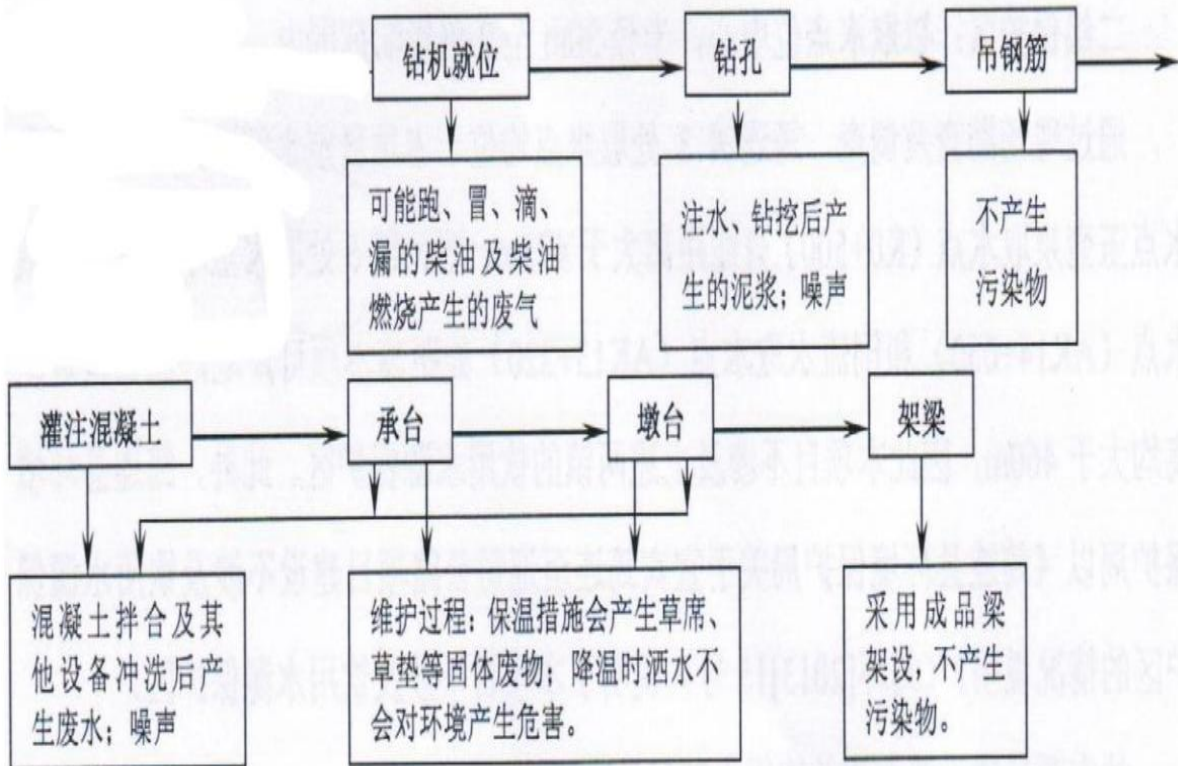 钻机就位
钻孔
吊钢筋
可能跑、冒、滴、
漏的柴油及柴油
燃烧产生的废气
注水、钻挖后产
生的泥浆；噪声
不产生
污染物
灌注混凝土
承台
墩台
架梁
混凝土拌合及其
他设备冲洗后产
生废水；噪声
维护过程：保温措施会产生草席、
草垫等固体废物；降温时洒水不
会对环境产生危害。
采用成品梁
架设，不产生
污染物。